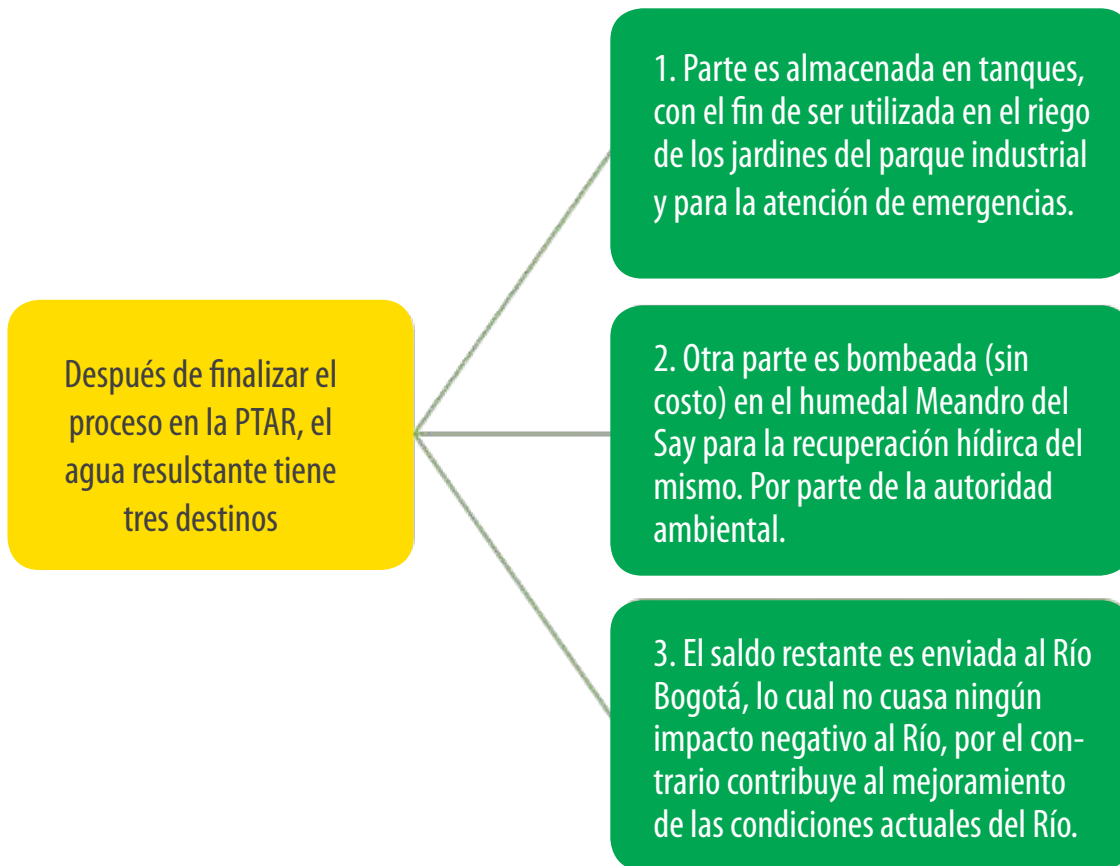 Después de finalizar el
proceso en la PTAR, el
agua resulstante tiene
tres destinos
1. Parte es almacenada en tanques,
con el fin de ser utilizada en el riego
de los jardines del parque industrial
y para la atención de emergencias.
2. Otra parte es bombeada (sin
costo) en el humedal Meandro del
Say para la recuperación hídirca del
mismo. Por parte de la autoridad
ambiental.
3. El saldo restante es enviada al Río
Bogotá, lo cual no cuasa ningún
impacto negativo al Río, por el con-
trario contribuye al mejoramiento
de las condiciones actuales del Río.